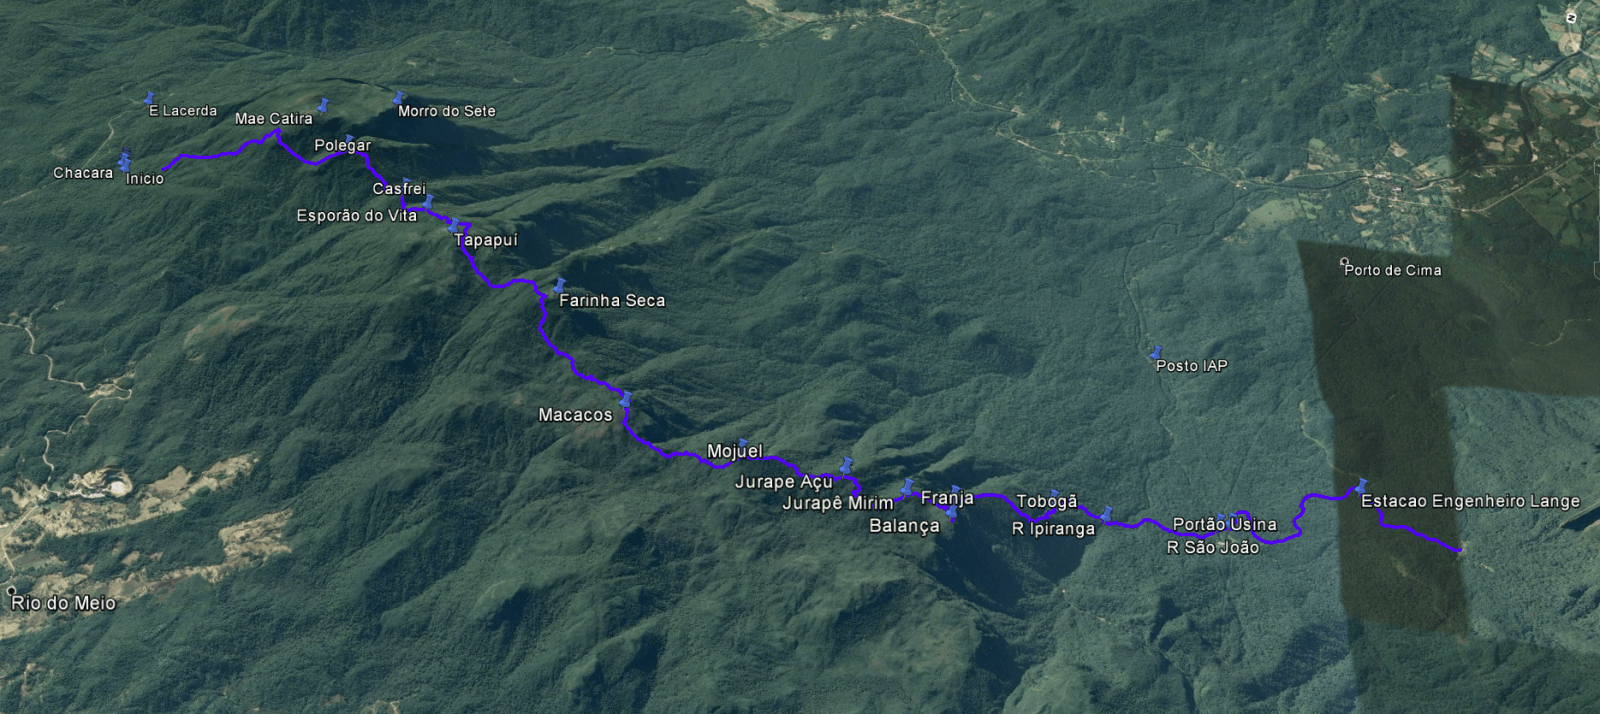 E Lacerda
Mae Catira
Morro do Sete
Polegar
Chacara
Inicio
Casfrei
Esporão do Vita
Tapapuí
Porto de Cima
Farinha Seca
Posto IAP
Macacos
Mojuel
Jurape Açu
Jurapê Mirim
Franja
Tobogã
Estacao Engenheiro Lange
Balança
R Ipiranga
Portão Usina
R São João
Rio do Meio